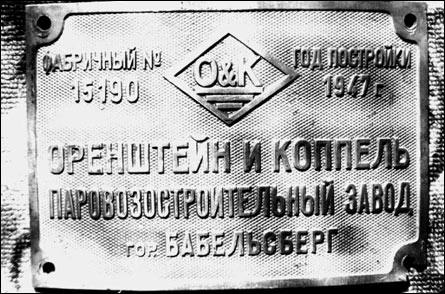 ФАБРИЧНЫЙ № O&K ГОД ПОСТРОЙКИ
15190 1947 г
ОРЕНШТЕЙН И КОППЕЛЬ
ПАРОВОЗОСТРОИТЕЛЬНЫЙ ЗАВОД
ГОР. БАБЕЛЬСБЕРГ